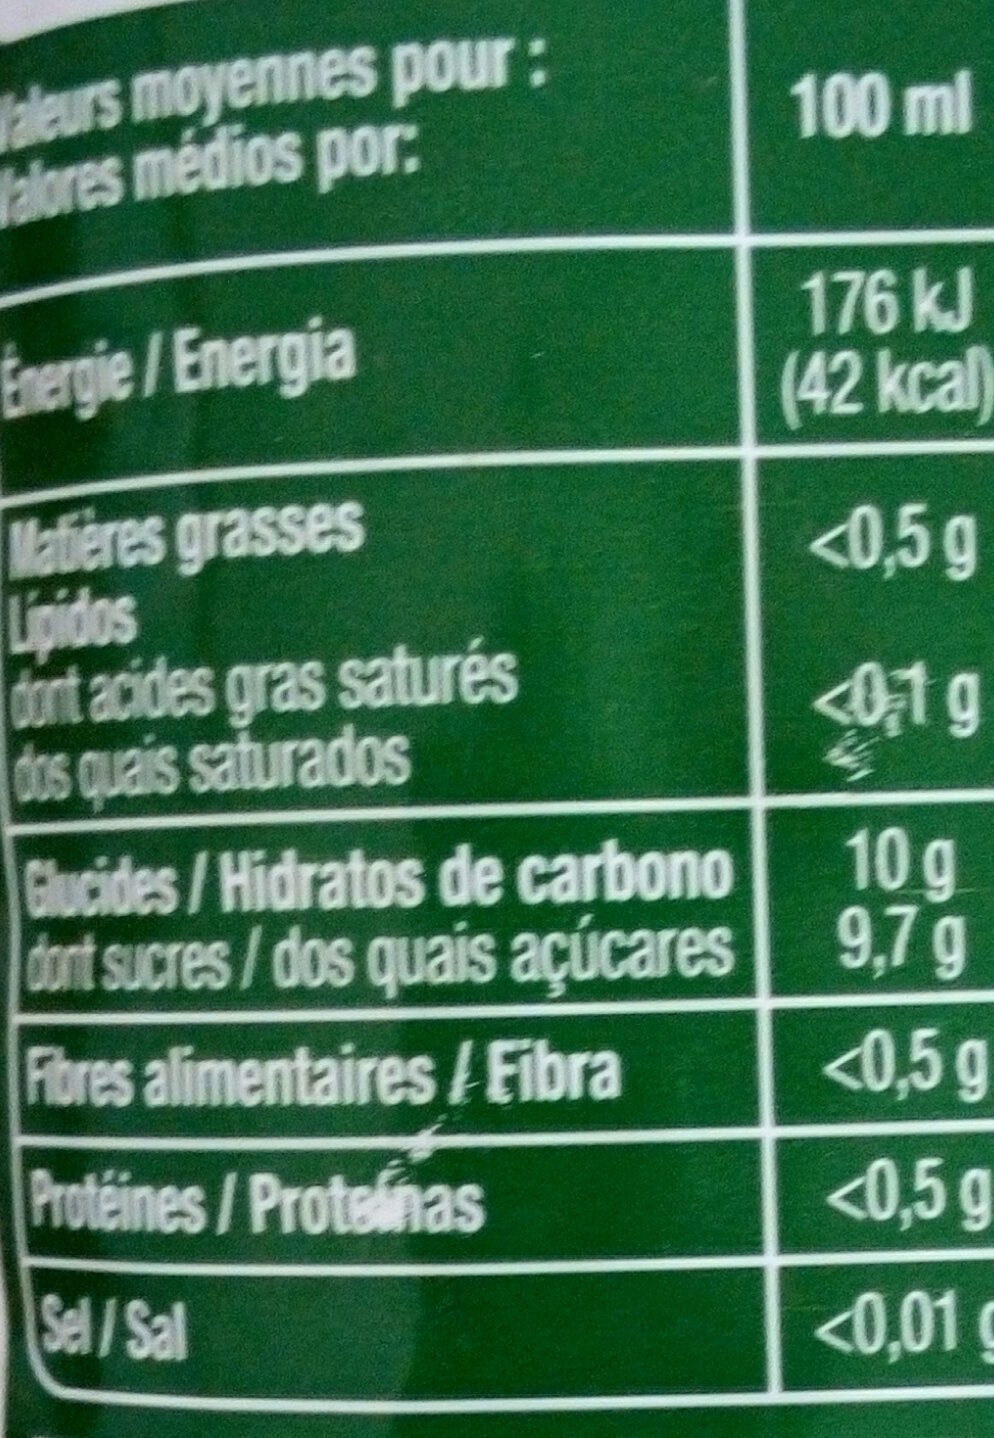 Valeurs moyennes pour :
Valores médios por:
100 ml
Énergie / Energia
176 kJ
(42 kcal)
Matières grasses
Lípidos
<0,5 g
dont acides gras saturés
dos quais saturados
<0,1 g
Glucides / Hidratos de carbono
10 g
dont sucres / dos quais açúcares
9,7 g
Fibres alimentaires / Fibra
<0,5 g
Protéines / Proteínas
<0,5 g
Sel / Sal
<0,01 g